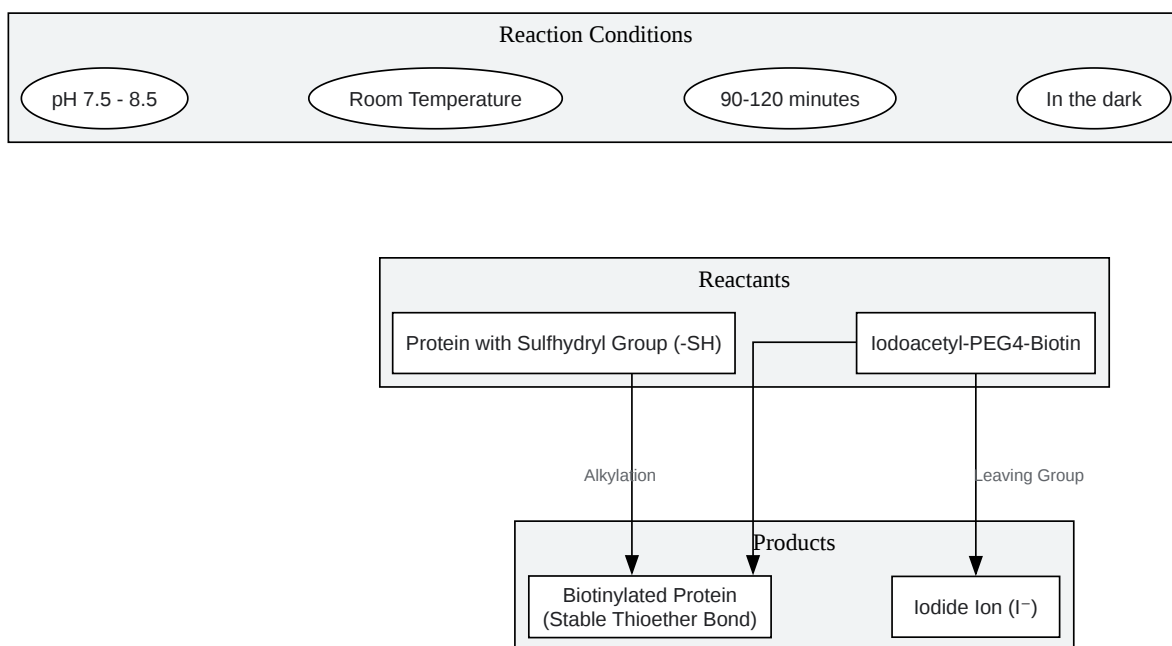 Reaction Conditions
pH 7.5 - 8.5
Room Temperature
90-120 minutes
In the dark
Reactants
Protein with Sulfhydryl Group (-SH)
Iodoacetyl-PEG4-Biotin
Alkylation
Leaving Group
Products
Biotinylated Protein
(Stable Thioether Bond)
Iodide Ion (I⁻)